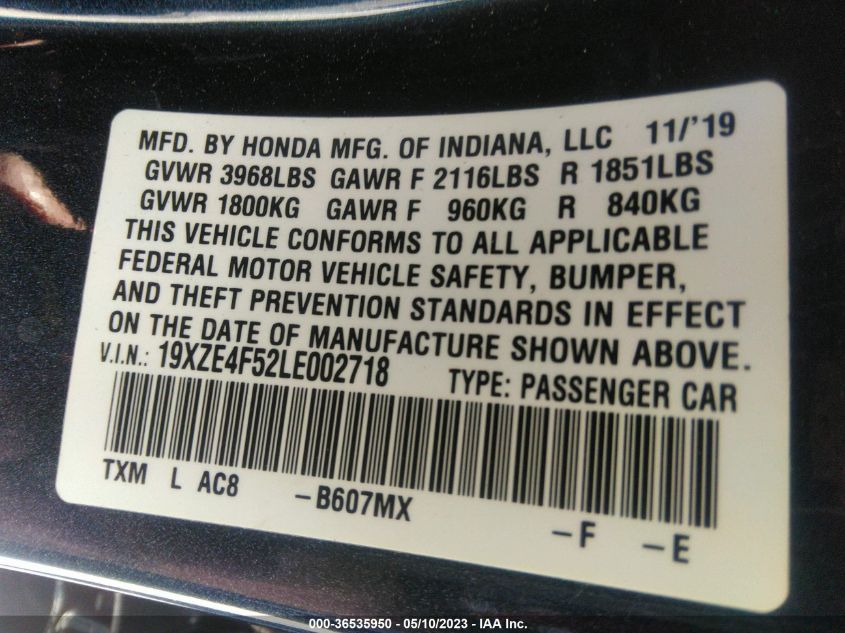 MFD. BY HONDA MFG. OF INDIANA, LLC 11/'19
GVWR 3968LBS GAWR F 2116LBS R 1851LBS
GVWR 1800KG GAWR F 960KG R 840KG
THIS VEHICLE CONFORMS TO ALL APPLICABLE
FEDERAL MOTOR VEHICLE SAFETY, BUMPER,
AND THEFT PREVENTION STANDARDS IN EFFECT
ON THE DATE OF MANUFACTURE SHOWN ABOVE.
V.I.N.: 19XZE4F52LE002718 TYPE: PASSENGER CAR
TXM L AC8 -B607MX -F -E
000-36535950 - 05/10/2023 - IAA Inc.